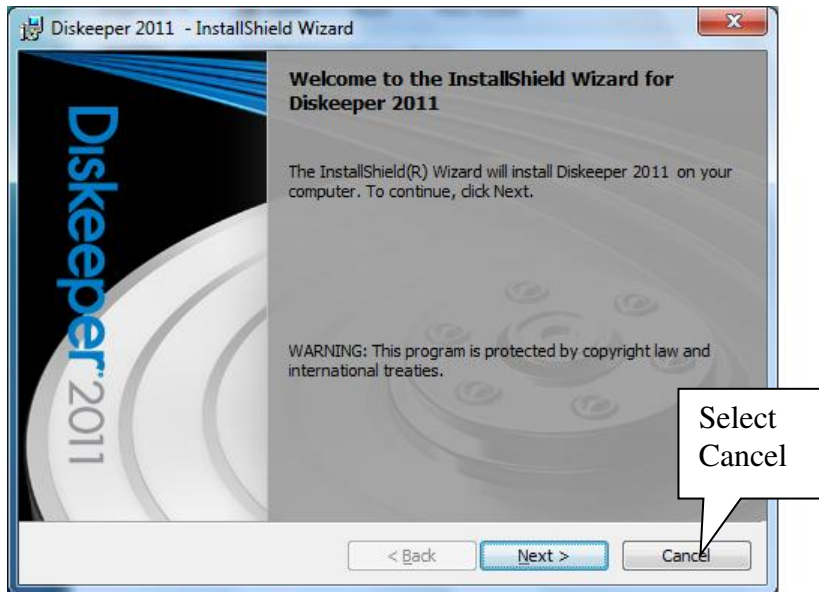 Diskeeper 2011 - InstallShield Wizard
Diskeeper 2011
Welcome to the InstallShield Wizard for
Diskeeper 2011
The InstallShield(R) Wizard will install Diskeeper 2011 on your
computer. To continue, click Next.
WARNING: This program is protected by copyright law and
international treaties.
Select
Cancel
< Back
Next >
Cancel